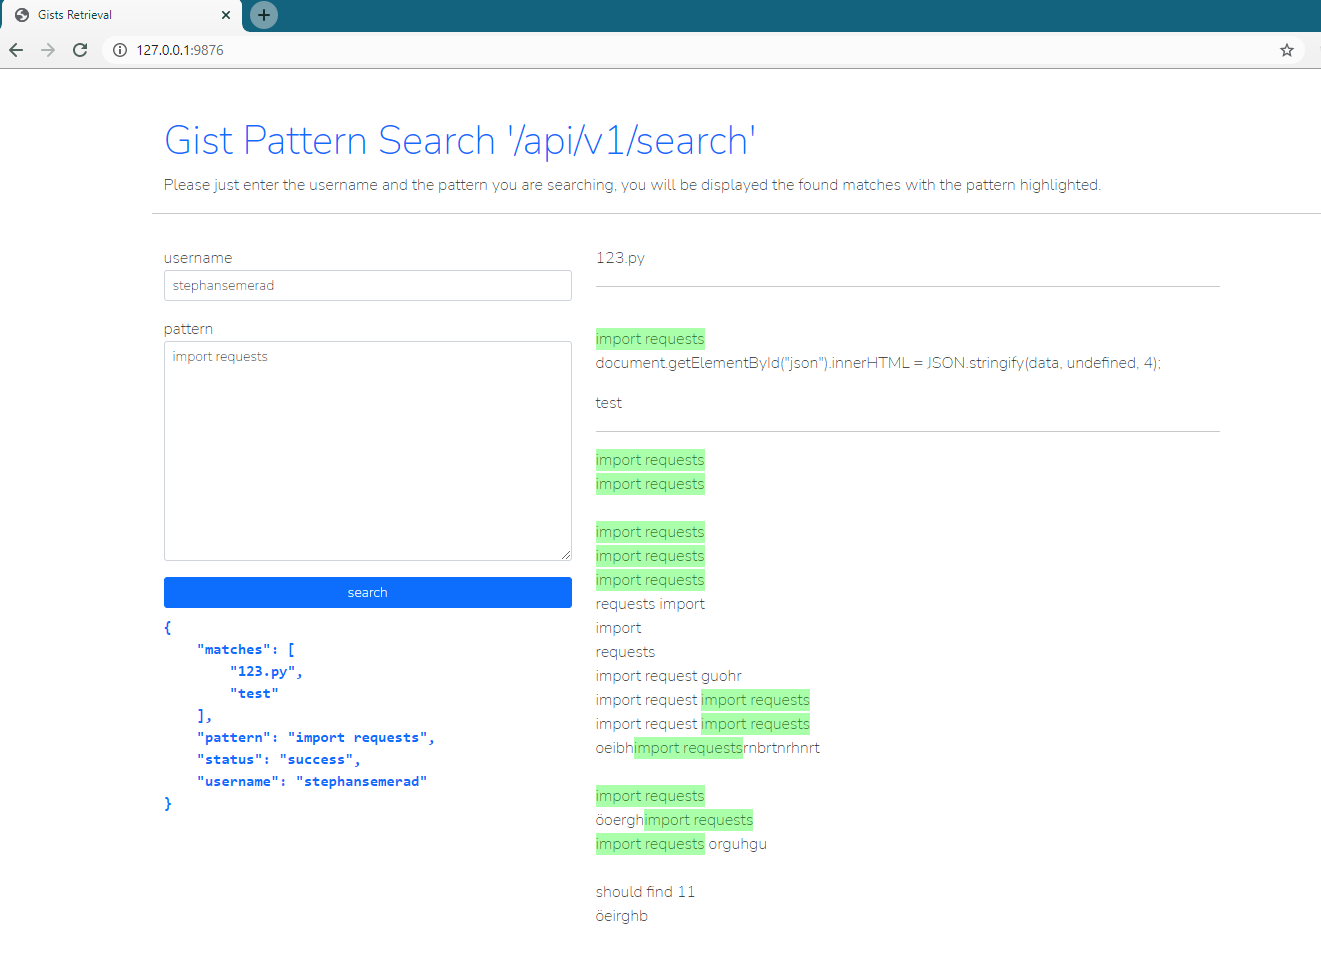 Gists Retrieval
127.0.0.1:9876
Gist Pattern Search '/api/v1/search'
Please just enter the username and the pattern you are searching, you will be displayed the found matches with the pattern highlighted.
username
stephansemerad
pattern
import requests
search
{
    "matches": [
        "123.py",
        "test"
    ],
    "pattern": "import requests",
    "status": "success",
    "username": "stephansemerad"
}
123.py
import requests
document.getElementById("json").innerHTML = JSON.stringify(data, undefined, 4);
test
import requests
import requests
import requests
import requests
import requests
requests import
import
requests
import request guohr
import request import requests
import request import requests
oeibhimport requestsrnbrtnrhnrt
import requests
öoerghimport requests
import requests orguhgu
should find 11
öeirghb